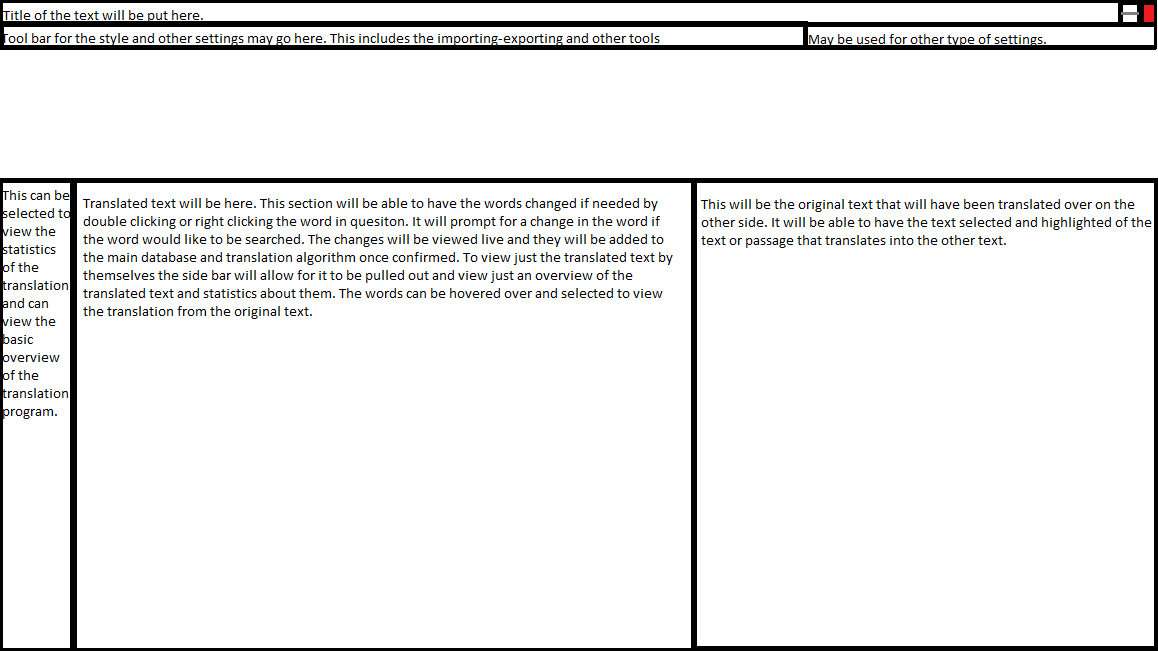 Title of the text will be put here.
Tool bar for the style and other settings may go here. This includes the importing-exporting and other tools
May be used for other type of settings.
This can be
selected to
view the
statistics
of the
translation
and can
view the
basic
overview
of the
translation
program.
Translated text will be here. This section will be able to have the words changed if needed by
double clicking or right clicking the word in quesiton. It will prompt for a change in the word if
the word would like to be searched. The changes will be viewed live and they will be added to
the main database and translation algorithm once confirmed. To view just the translated text by
themselves the side bar will allow for it to be pulled out and view just an overview of the
translated text and statistics about them. The words can be hovered over and selected to view
the translation from the original text.
This will be the original text that will have been translated over on the
other side. It will be able to have the text selected and highlighted of the
text or passage that translates into the other text.